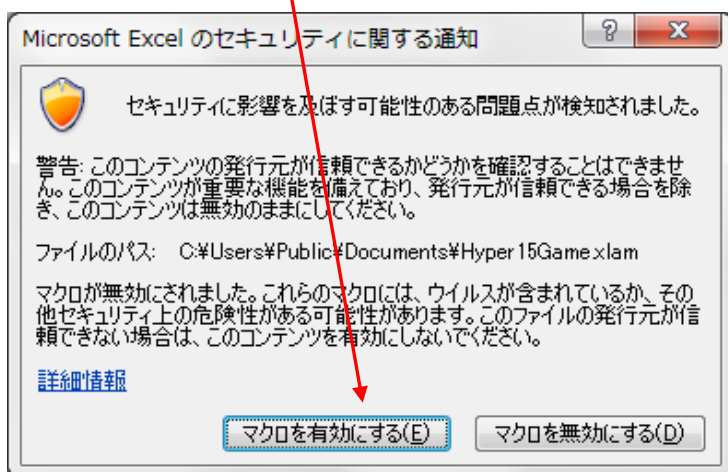 Microsoft Excel のセキュリティに関する通知
セキュリティに影響を及ぼす可能性のある問題点が検知されました。
警告: このコンテンツの発行元が信頼できるかどうかを確認することはできませ
ん。このコンテンツが重要な機能を備えており、発行元が信頼できる場合を除
き、このコンテンツは無効のままにしてください。
ファイルのパス: C:¥Users¥Public¥Documents¥Hyper15Game.xlam
マクロが無効にされました。これらのマクロには、ウイルスが含まれているか、その
他セキュリティ上の危険性がある可能性があります。このファイルの発行元が信
頼できない場合は、このコンテンツを有効にしないでください。
詳細情報
マクロを有効にする(E) マクロを無効にする(D)